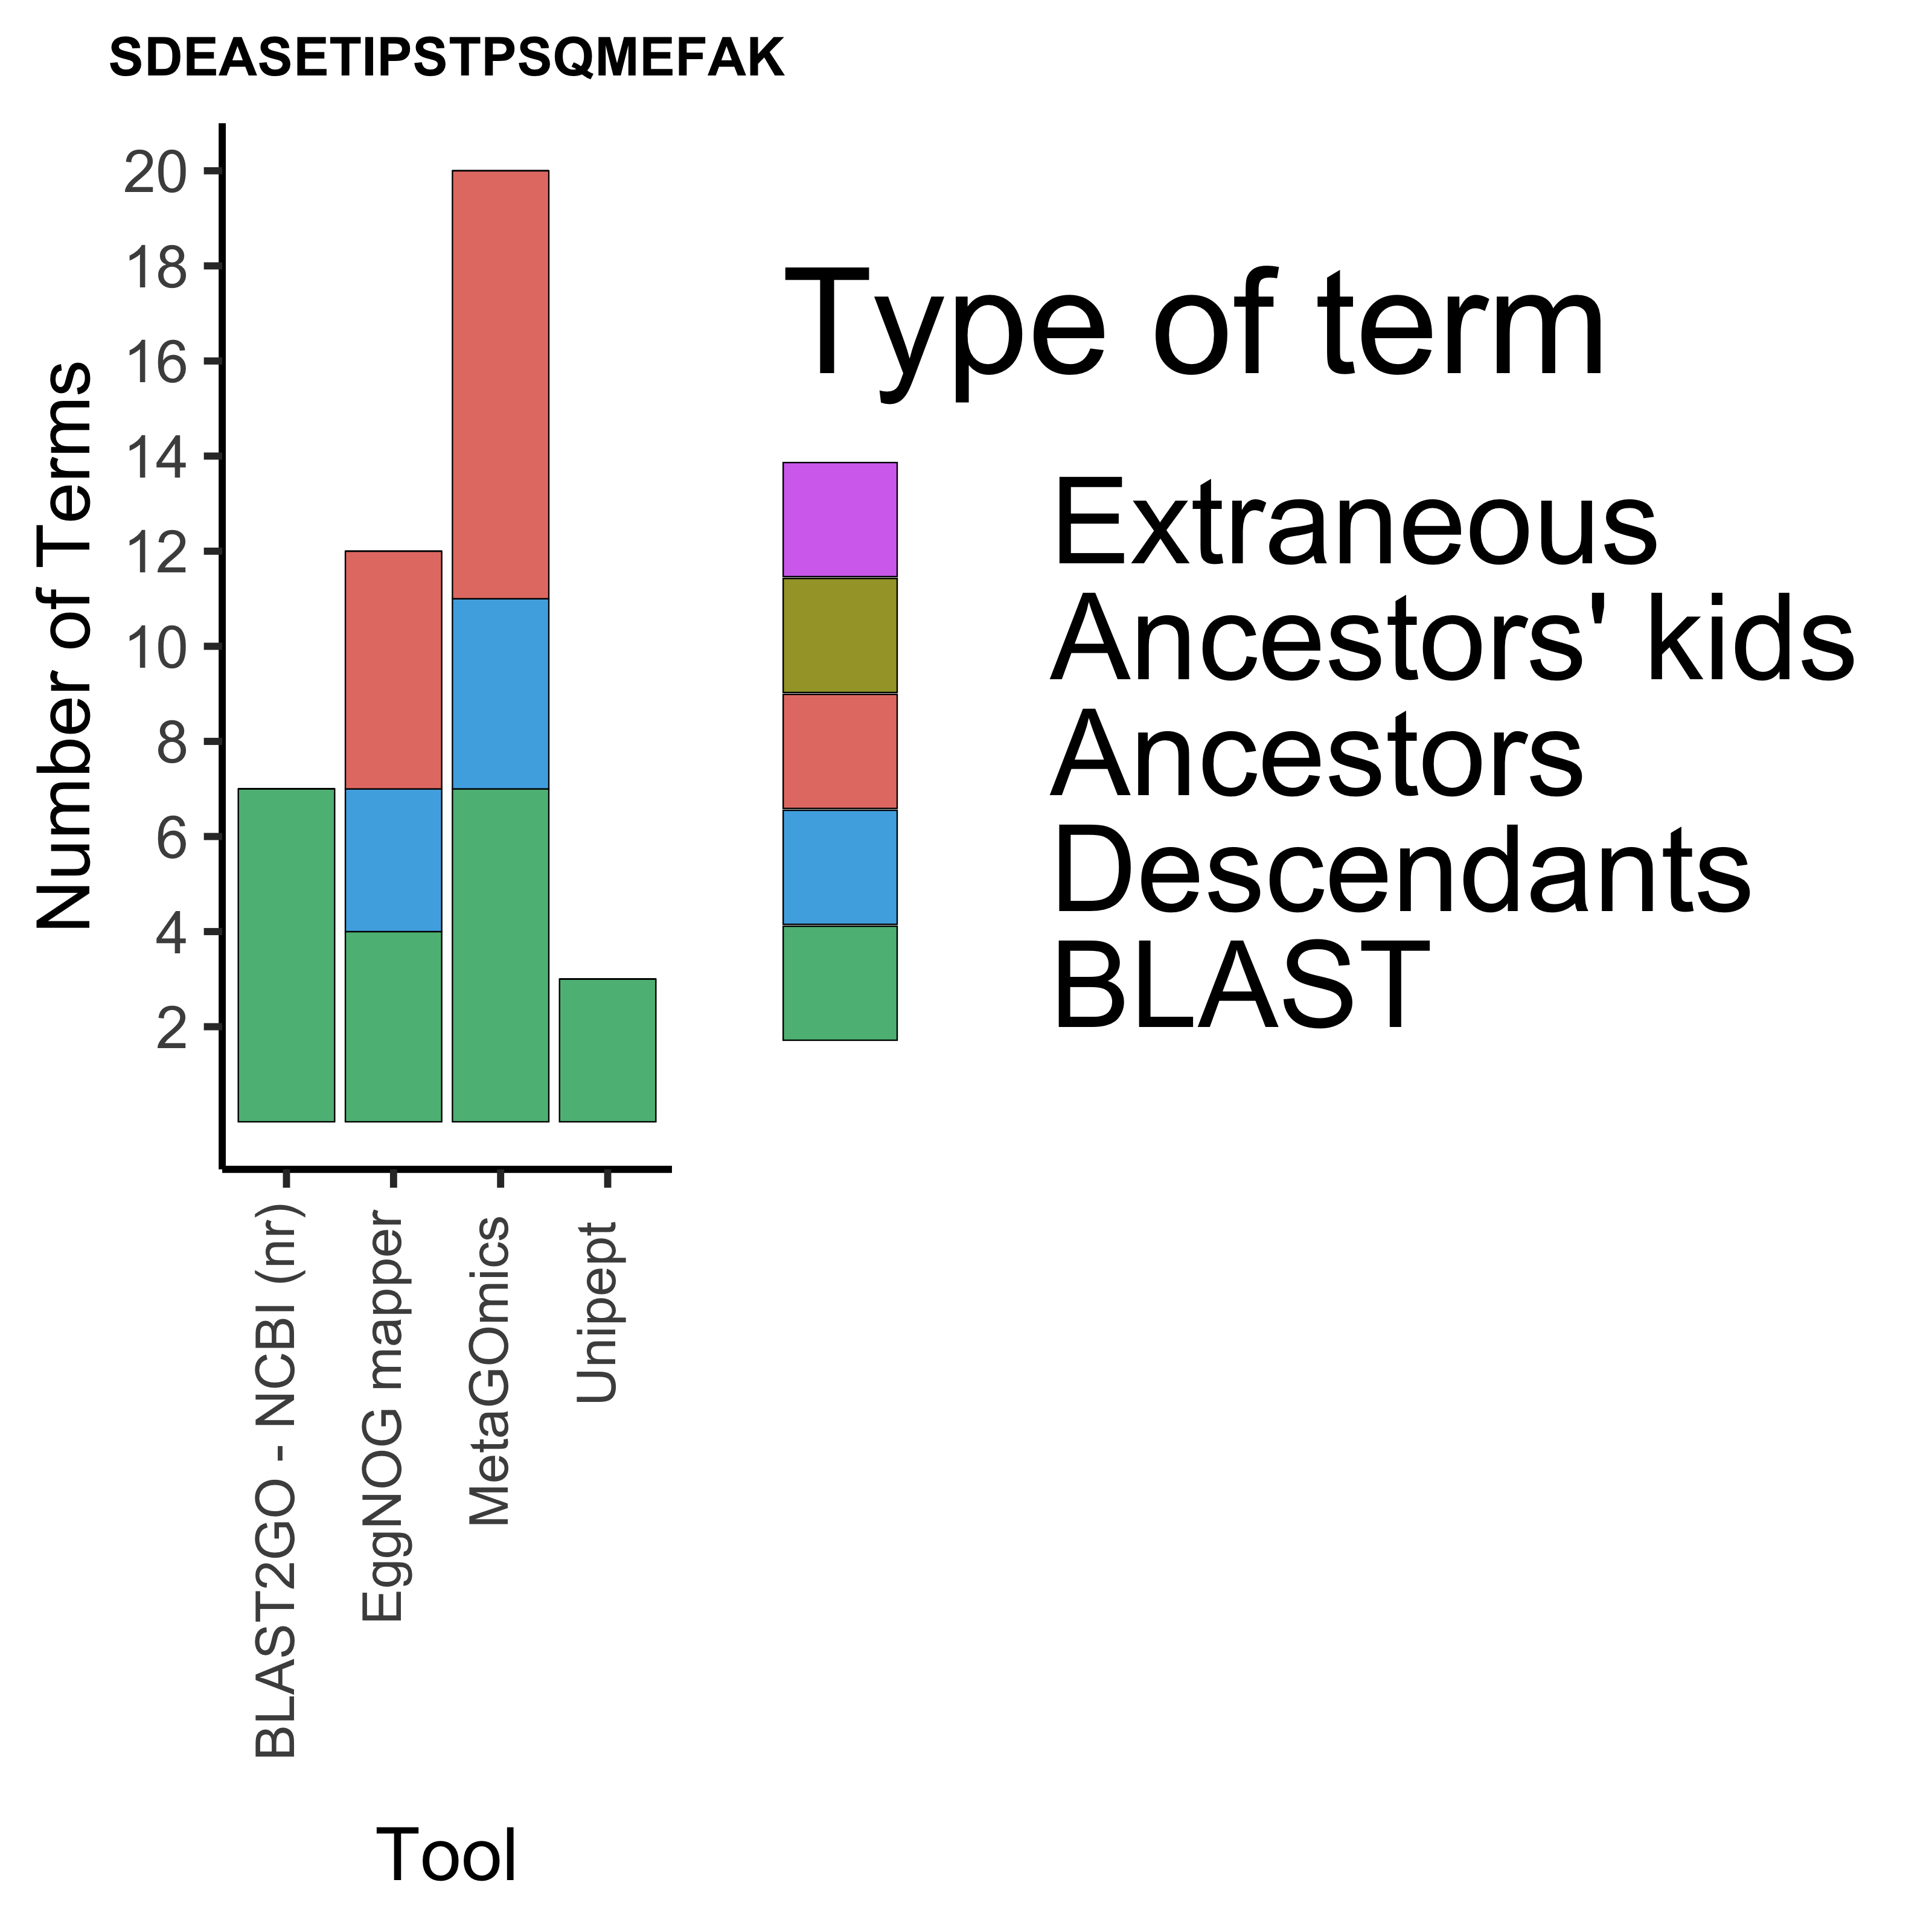 SDEASETIPSTPSQMEFAK
Number of Terms
20
18
16
14
12
10
8
6
4
2
BLAST2GO - NCBI (nr)
EggNOG mapper
MetaGOmics
Unipept
Tool
Type of term
Extraneous
Ancestors' kids
Ancestors
Descendants
BLAST